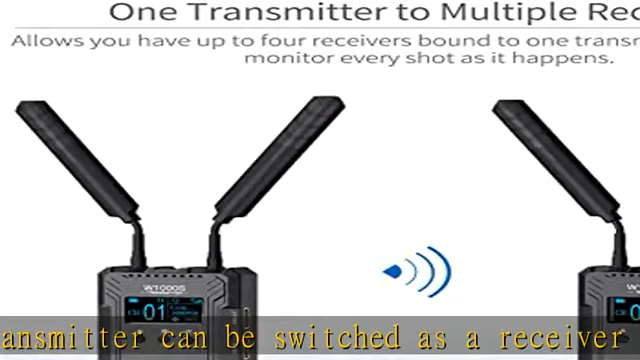 One Transmitter to Multiple Rec
Allows you have up to four receivers bound to one transm
monitor every shot as it happens.
W1000S
CH 01
ansmitter can be switched as a receiver